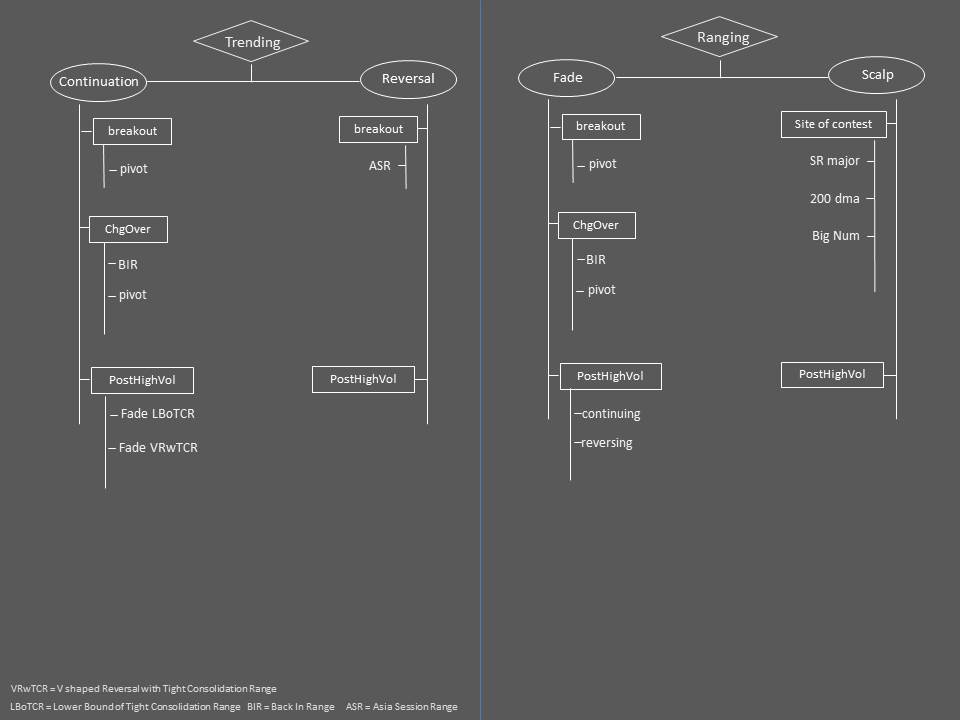 Trending
Continuation
Reversal
breakout
pivot
ChgOver
BIR
pivot
PostHighVol
Fade LBoTCR
Fade VRwTCR
breakout
ASR
PostHighVol
Ranging
Fade
Scalp
breakout
pivot
ChgOver
BIR
pivot
PostHighVol
continuing
reversing
Site of contest
SR major
200 dma
Big Num
PostHighVol
VRwTCR = V shaped Reversal with Tight Consolidation Range
LBoTCR = Lower Bound of Tight Consolidation Range BIR = Back In Range ASR = Asia Session Range